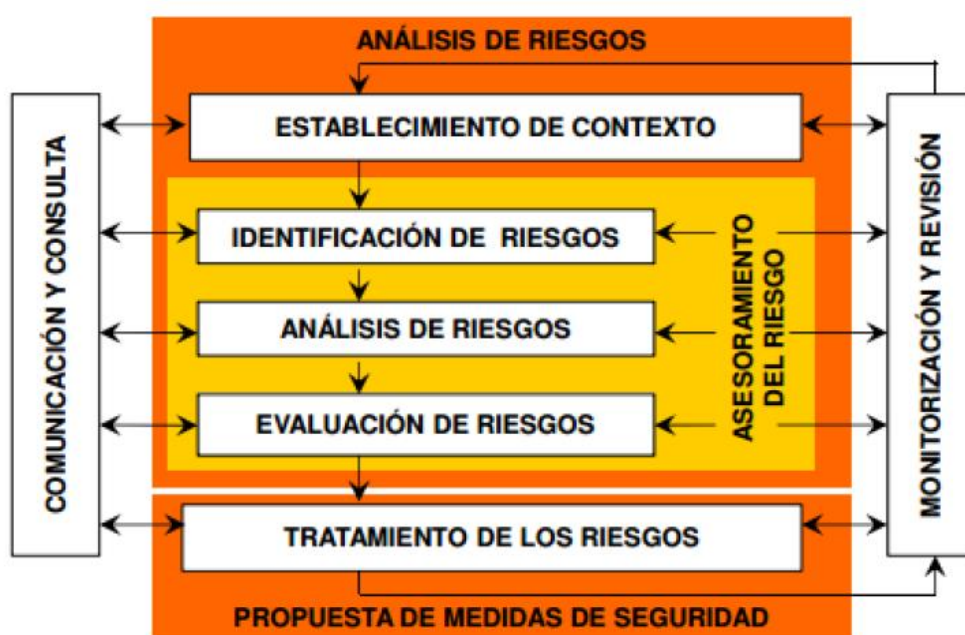 ANÁLISIS DE RIESGOS
ESTABLECIMIENTO DE CONTEXTO
COMUNICACIÓN Y CONSULTA
IDENTIFICACIÓN DE RIESGOS
ANÁLISIS DE RIESGOS
EVALUACIÓN DE RIESGOS
ASESORAMIENTO
DEL RIESGO
MONITORIZACIÓN Y REVISIÓN
TRATAMIENTO DE LOS RIESGOS
PROPUESTA DE MEDIDAS DE SEGURIDAD